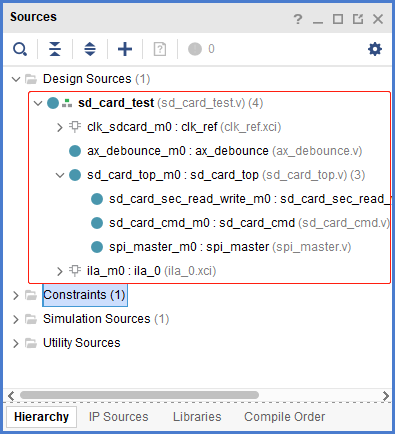 Sources
0
Design Sources (1)
sd_card_test (sd_card_test.v) (4)
clk_sdcard_m0 : clk_ref (clk_ref.xci)
ax_debounce_m0 : ax_debounce (ax_debounce.v)
sd_card_top_m0 : sd_card_top (sd_card_top.v) (3)
sd_card_sec_read_write_m0 : sd_card_sec_read_
sd_card_cmd_m0 : sd_card_cmd (sd_card_cmd.v)
spi_master_m0 : spi_master (spi_master.v)
ila_m0 : ila_0 (ila_0.xci)
Constraints (1)
Simulation Sources (1)
Utility Sources
Hierarchy IP Sources Libraries Compile Order